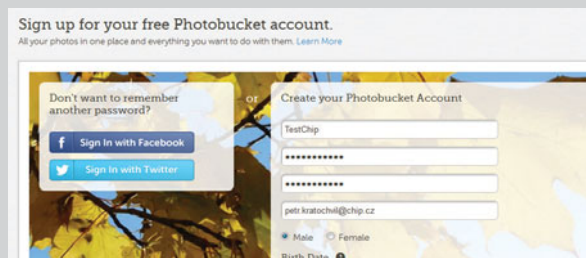 Sign up for your free Photobucket account.
All your photos in one place and everything you want to do with them. Learn More
Don't want to remember
another password?
f Sign In with Facebook
Sign In with Twitter
or
Create your Photobucket Account
TestChip
•••••••••••
•••••••••••
petr.kratochvil@chip.cz
Male Female
Birth Date ?